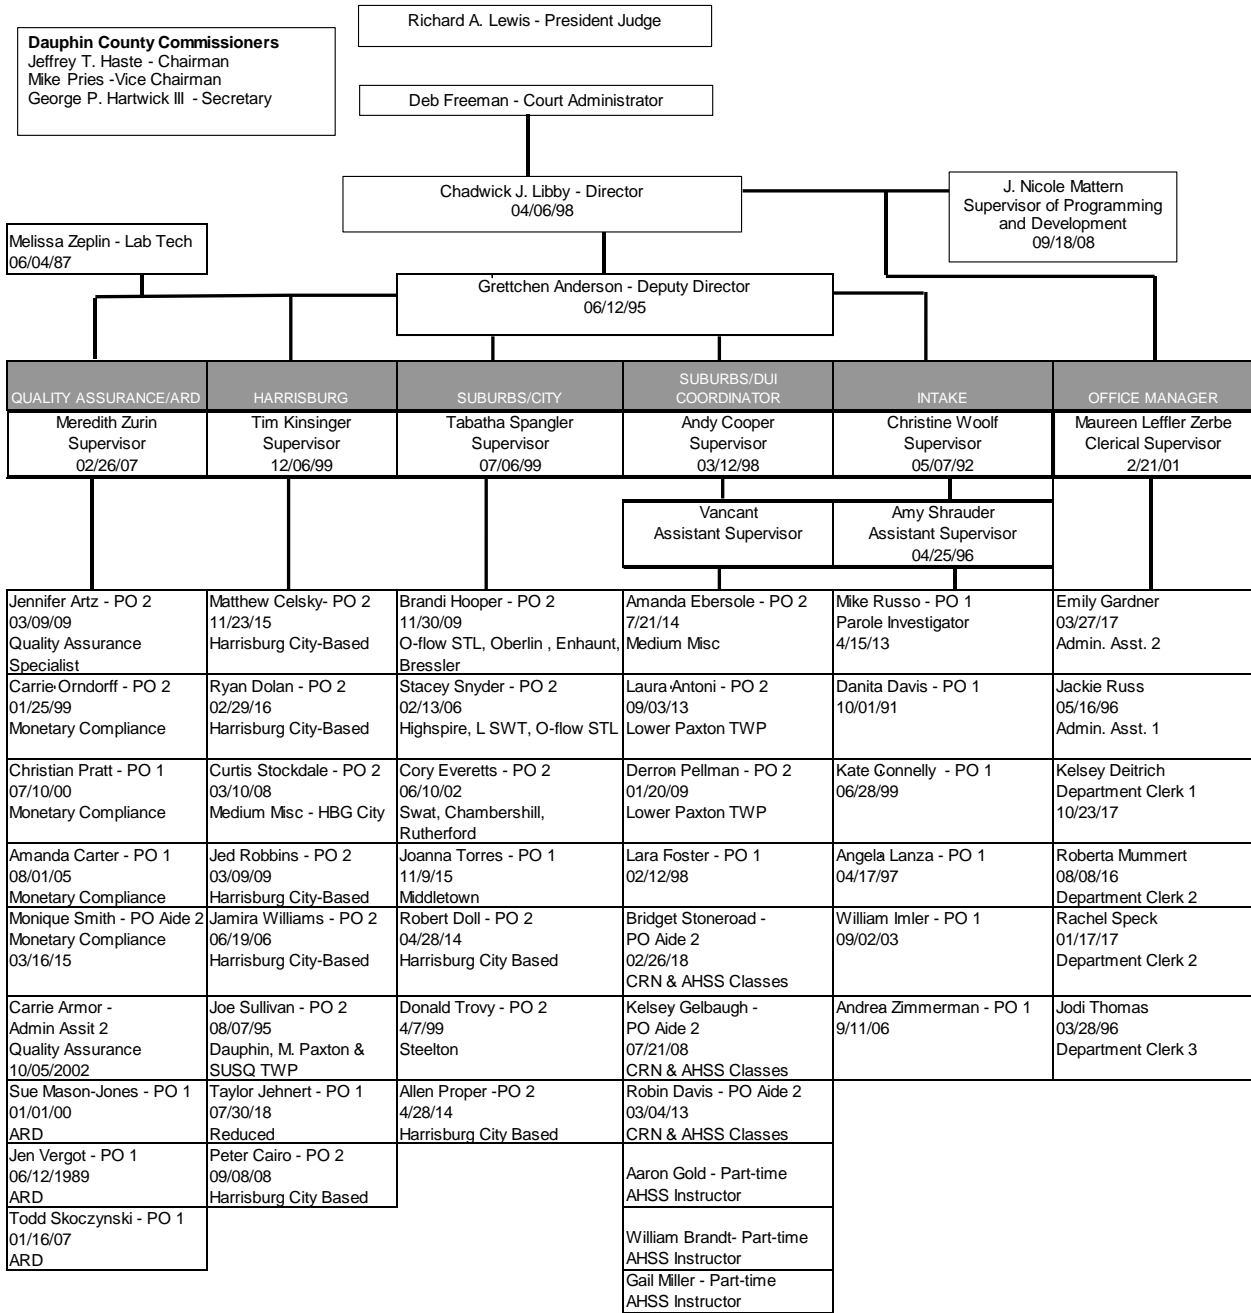 Richard A. Lewis - President Judge
Dauphin County Commissioners
Jeffrey T. Haste - Chairman
Mike Pries -Vice Chairman
George P. Hartwick III - Secretary
Deb Freeman - Court Administrator
Chadwick J. Libby - Director
04/06/98
J. Nicole Mattern
Supervisor of Programming
and Development
09/18/08
Melissa Zeplin - Lab Tech
06/04/87
Grettchen Anderson - Deputy Director
06/12/95
QUALITY ASSURANCE/ARD
Meredith Zurin
Supervisor
02/26/07
Jennifer Artz - PO 2
03/09/09
Quality Assurance
Specialist
Carrie Orndorff - PO 2
01/25/99
Monetary Compliance
Christian Pratt - PO 1
07/10/00
Monetary Compliance
Amanda Carter - PO 1
08/01/05
Monetary Compliance
Monique Smith - PO Aide 2
Monetary Compliance
03/16/15
Carrie Armor -
Admin Assit 2
Quality Assurance
10/05/2002
Sue Mason-Jones - PO 1
01/01/00
ARD
Jen Vergot - PO 1
06/12/1989
ARD
Todd Skoczynski - PO 1
01/16/07
ARD
HARRISBURG
Tim Kinsinger
Supervisor
12/06/99
Matthew Celsky- PO 2
11/23/15
Harrisburg City-Based
Ryan Dolan - PO 2
02/29/16
Harrisburg City-Based
Curtis Stockdale - PO 2
03/10/08
Medium Misc - HBG City
Jed Robbins - PO 2
03/09/09
Harrisburg City-Based
Jamira Williams - PO 2
06/19/06
Harrisburg City-Based
Joe Sullivan - PO 2
08/07/95
Dauphin, M. Paxton &
SUSQ TWP
Taylor Jehnert - PO 1
07/30/18
Reduced
Peter Cairo - PO 2
09/08/08
Harrisburg City Based
SUBURBS/CITY
Tabatha Spangler
Supervisor
07/06/99
Brandi Hooper - PO 2
11/30/09
O-flow STL, Oberlin , Enhaunt,
Bressler
Stacey Snyder - PO 2
02/13/06
Highspire, L SWT, O-flow STL
Cory Everetts - PO 2
06/10/02
Swat, Chambershill,
Rutherford
Joanna Torres - PO 1
11/9/15
Middletown
Robert Doll - PO 2
04/28/14
Harrisburg City Based
Donald Trovy - PO 2
4/7/99
Steelton
Allen Proper -PO 2
4/28/14
Harrisburg City Based
SUBURBS/DUI
COORDINATOR
Andy Cooper
Supervisor
03/12/98
Vancant
Assistant Supervisor
Amanda Ebersole - PO 2
7/21/14
Medium Misc
Laura Antoni - PO 2
09/03/13
Lower Paxton TWP
Derron Pellman - PO 2
01/20/09
Lower Paxton TWP
Lara Foster - PO 1
02/12/98
Bridget Stoneroad -
PO Aide 2
02/26/18
CRN & AHSS Classes
Kelsey Gelbaugh -
PO Aide 2
07/21/08
CRN & AHSS Classes
Robin Davis - PO Aide 2
03/04/13
CRN & AHSS Classes
Aaron Gold - Part-time
AHSS Instructor
William Brandt- Part-time
AHSS Instructor
Gail Miller - Part-time
AHSS Instructor
INTAKE
Christine Woolf
Supervisor
05/07/92
Amy Shrauder
Assistant Supervisor
04/25/96
Mike Russo - PO 1
Parole Investigator
4/15/13
Danita Davis - PO 1
10/01/91
Kate Connelly - PO 1
06/28/99
Angela Lanza - PO 1
04/17/97
William Imler - PO 1
09/02/03
Andrea Zimmerman - PO 1
9/11/06
OFFICE MANAGER
Maureen Leffler Zerbe
Clerical Supervisor
2/21/01
Emily Gardner
03/27/17
Admin. Asst. 2
Jackie Russ
05/16/96
Admin. Asst. 1
Kelsey Deitrich
Department Clerk 1
10/23/17
Roberta Mummert
08/08/16
Department Clerk 2
Rachel Speck
01/17/17
Department Clerk 2
Jodi Thomas
03/28/96
Department Clerk 3